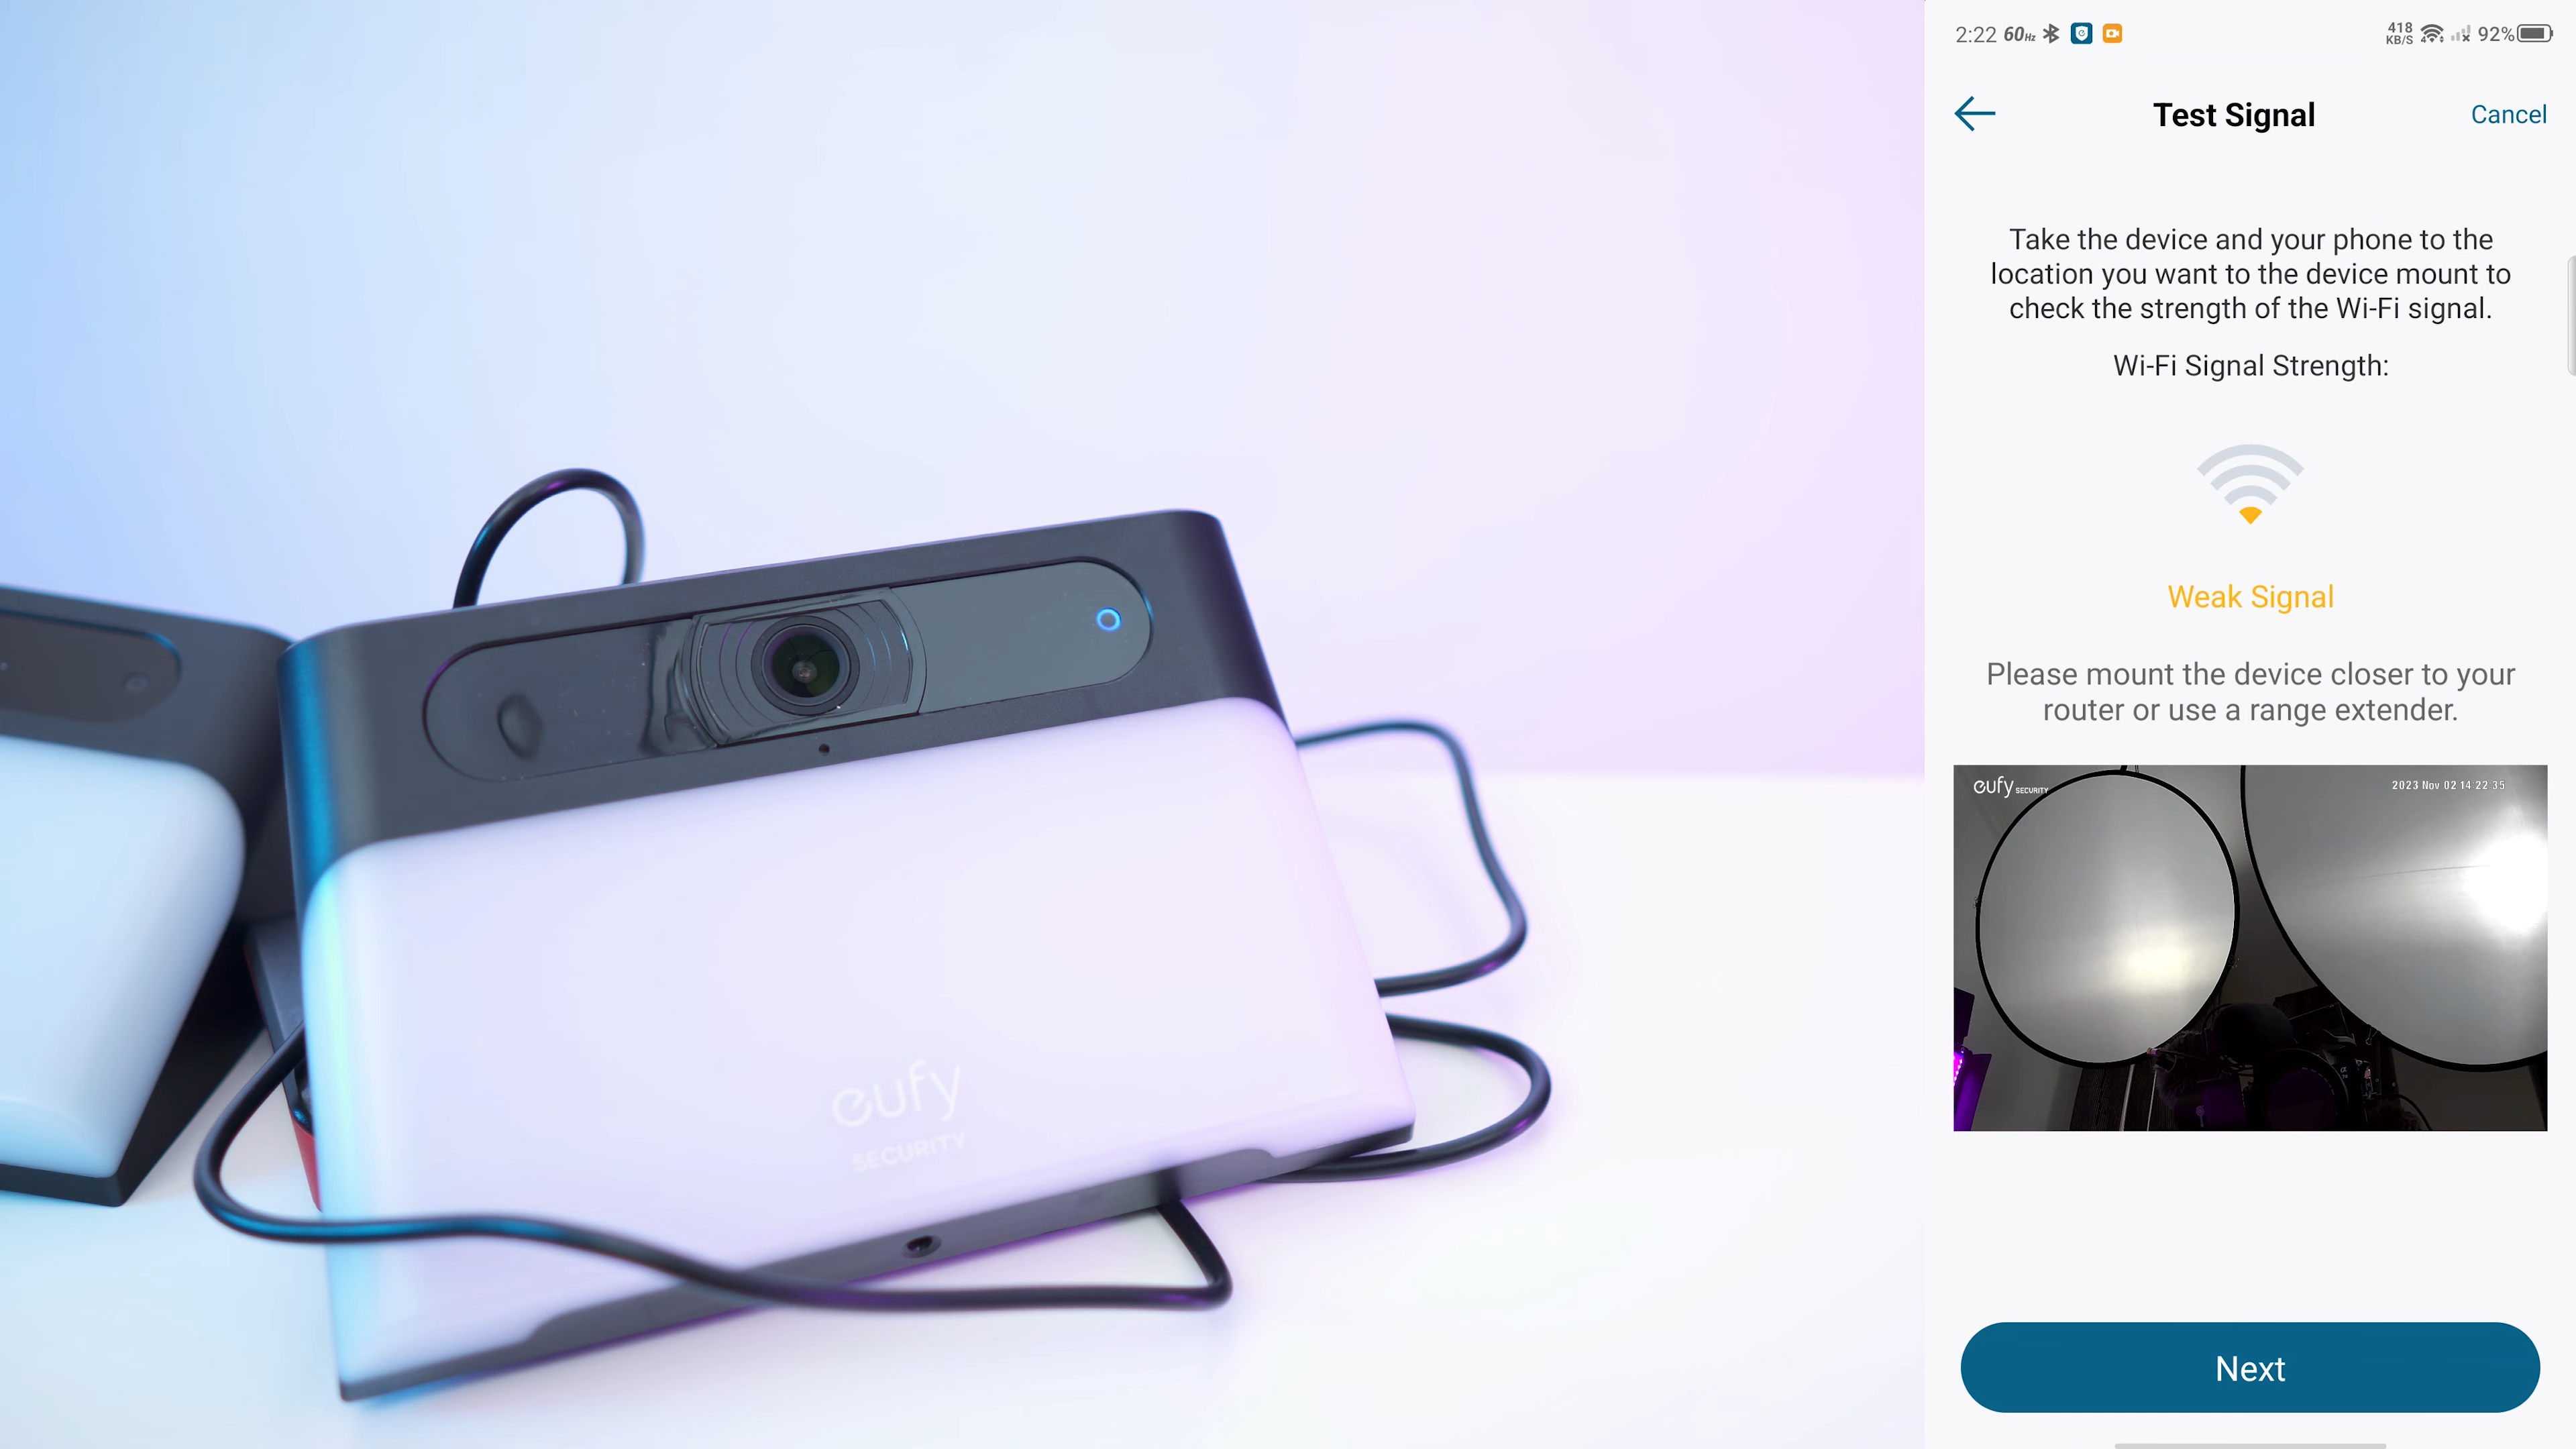 eufy
SECURITY
2:22 60Hz
418
KB/S
92%
Test Signal
Cancel
Take the device and your phone to the
location you want to the device mount to
check the strength of the Wi-Fi signal.
Wi-Fi Signal Strength:
Weak Signal
Please mount the device closer to your
router or use a range extender.
eufy SECURITY
2023 Nov 02 14:22:35
Next